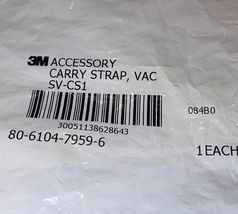 3M ACCESSORY
CARRY STRAP, VAC
SV-CS1
084B0
30051138628643
80-6104-7959-6
1EACH